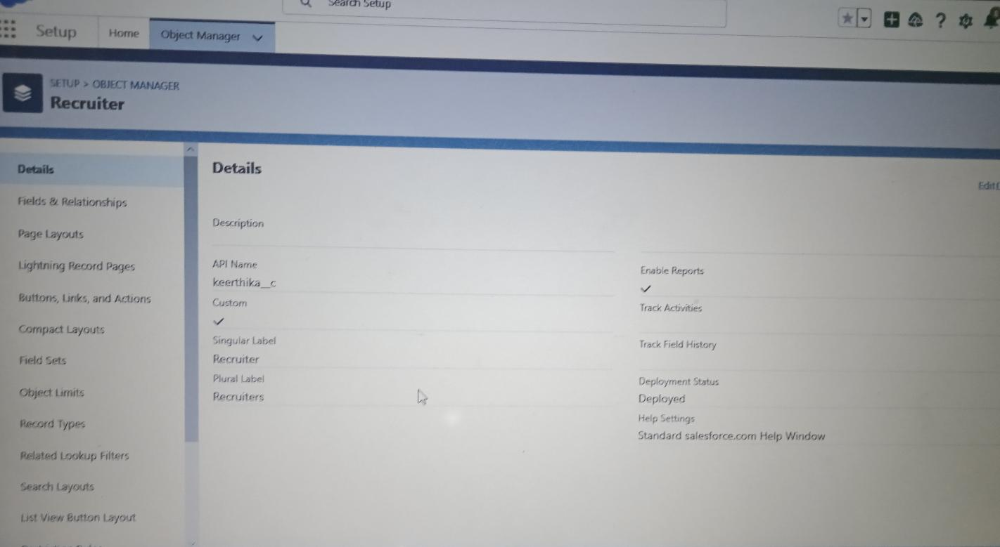 Search Setup
Setup
Home
Object Manager
SETUP > OBJECT MANAGER
Recruiter
Details
Fields & Relationships
Page Layouts
Lightning Record Pages
Buttons, Links, and Actions
Compact Layouts
Field Sets
Object Limits
Record Types
Related Lookup Filters
Search Layouts
List View Button Layout
Details
Edit
Description
API Name
keerthika__c
Custom
Singular Label
Recruiter
Plural Label
Recruiters
Enable Reports
Track Activities
Track Field History
Deployment Status
Deployed
Help Settings
Standard salesforce.com Help Window